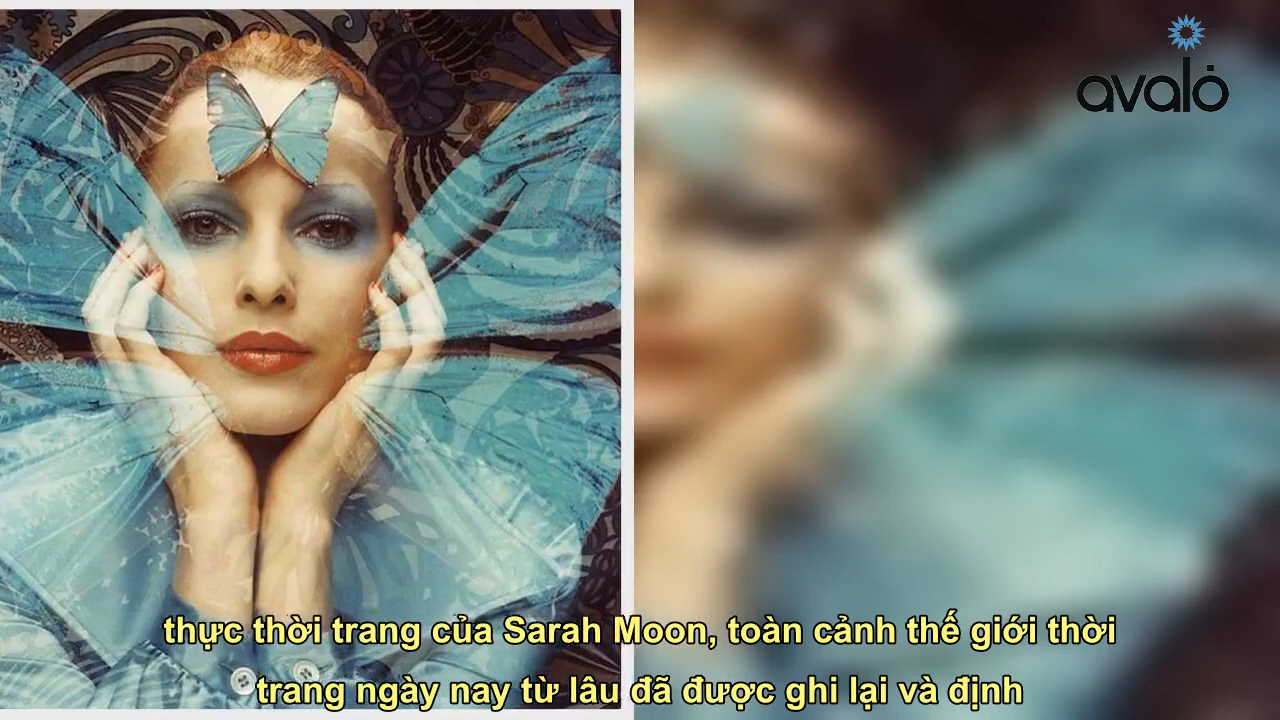 avalo
thực thời trang của Sarah Moon, toàn cảnh thế giới thời
trang ngày nay từ lâu đã được ghi lại và định